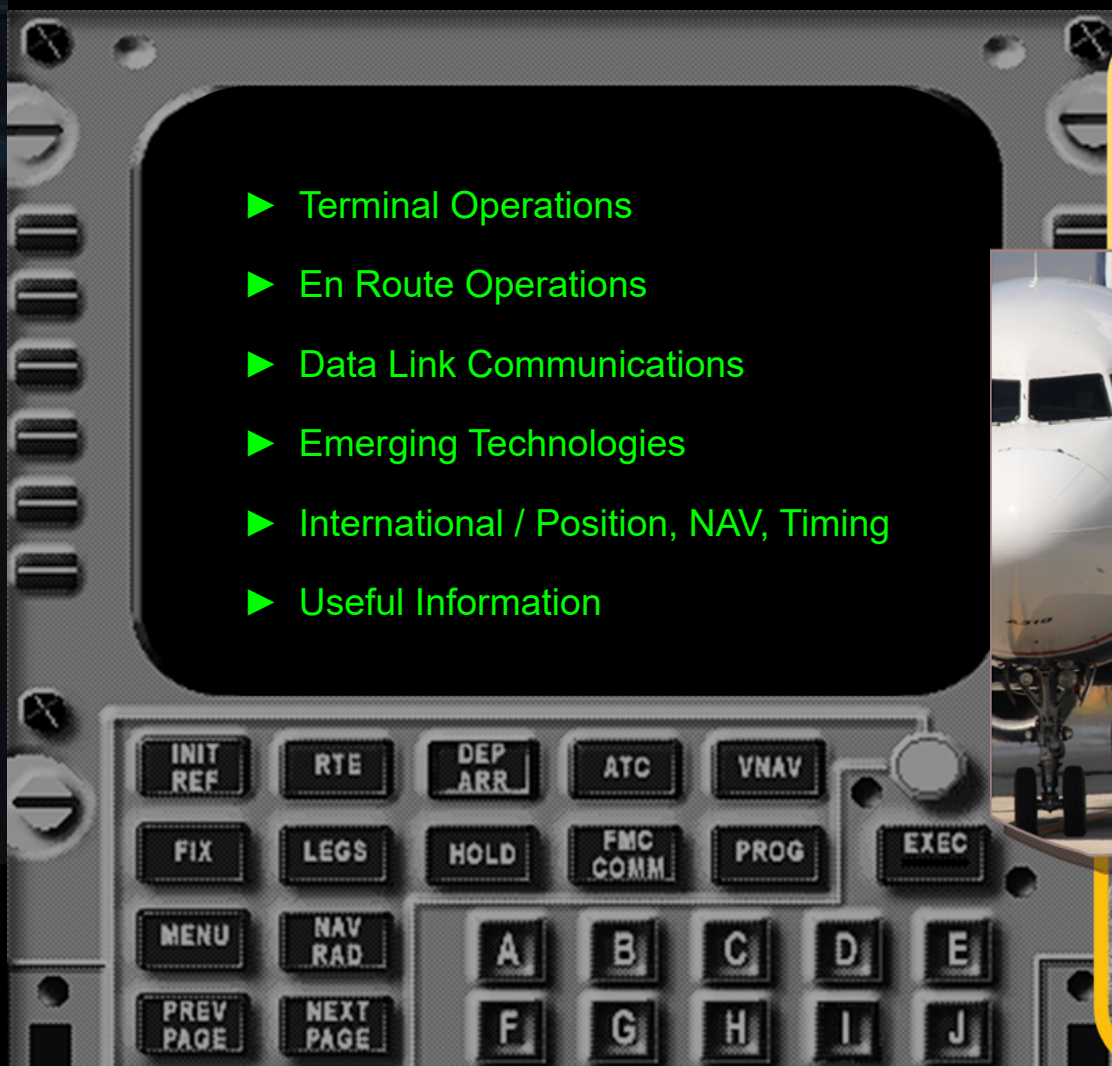 ► Terminal Operations
► En Route Operations
► Data Link Communications
► Emerging Technologies
► International / Position, NAV, Timing
► Useful Information
A319
INIT REF
RTE
DEP ARR
ATC
VNAV
FIX
LEGS
HOLD
FMC COMM
PROG
EXEC
MENU
NAV RAD
A B C D E
PREV PAGE
NEXT PAGE
F G H I J